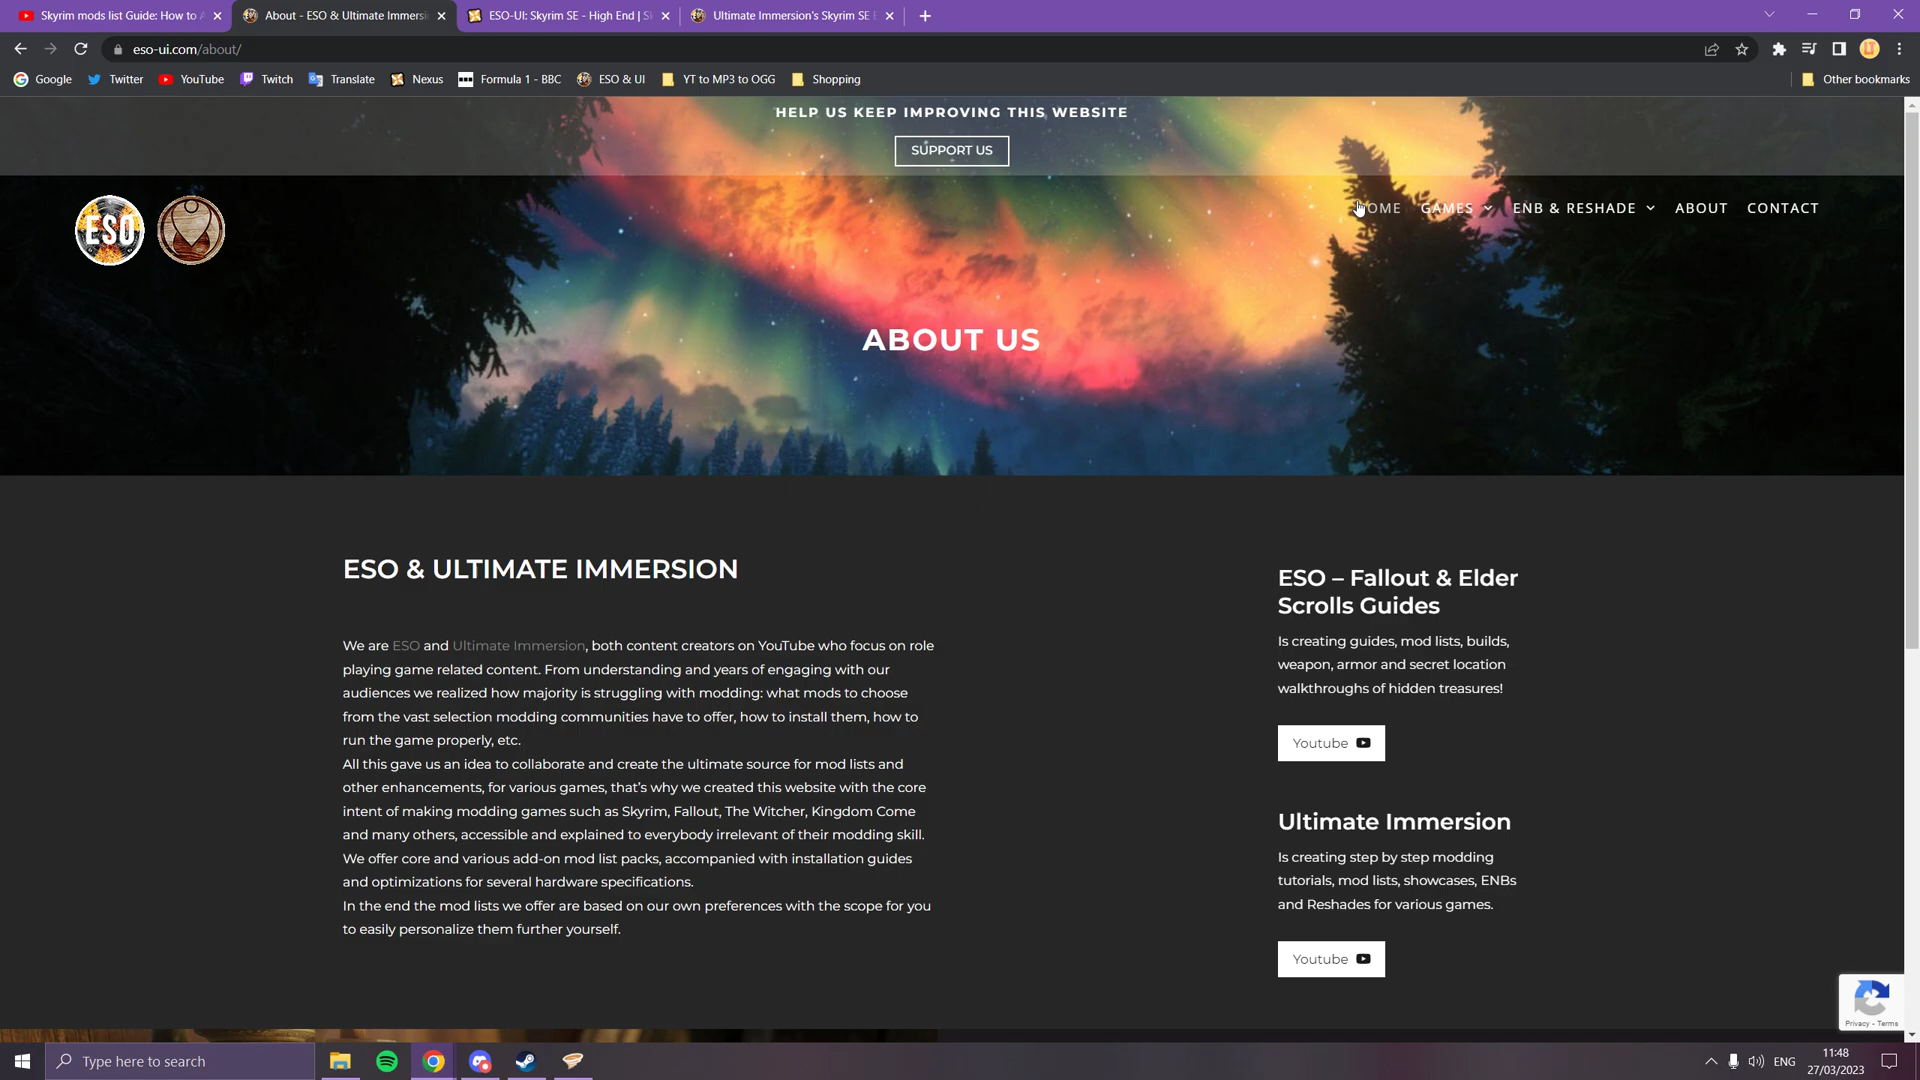 Skyrim mods list Guide: How to A
About - ESO & Ultimate Immersi
ESO-UI: Skyrim SE - High End | Sk
Ultimate Immersion's Skyrim SE E
eso-ui.com/about/
Google
Twitter
YouTube
Twitch
Translate
Nexus
Formula 1 - BBC
ESO & UI
YT to MP3 to OGG
Shopping
Other bookmarks
HELP US KEEP IMPROVING THIS WEBSITE
SUPPORT US
ESO
HOME GAMES ENB & RESHADE ABOUT CONTACT
ABOUT US
ESO & ULTIMATE IMMERSION
We are ESO and Ultimate Immersion, both content creators on YouTube who focus on role
playing game related content. From understanding and years of engaging with our
audiences we realized how majority is struggling with modding: what mods to choose
from the vast selection modding communities have to offer, how to install them, how to
run the game properly, etc.
All this gave us an idea to collaborate and create the ultimate source for mod lists and
other enhancements, for various games, that's why we created this website with the core
intent of making modding games such as Skyrim, Fallout, The Witcher, Kingdom Come
and many others, accessible and explained to everybody irrelevant of their modding skill.
We offer core and various add-on mod list packs, accompanied with installation guides
and optimizations for several hardware specifications.
In the end the mod lists we offer are based on our own preferences with the scope for you
to easily personalize them further yourself.
ESO – Fallout & Elder
Scrolls Guides
Is creating guides, mod lists, builds,
weapon, armor and secret location
walkthroughs of hidden treasures!
Youtube
Ultimate Immersion
Is creating step by step modding
tutorials, mod lists, showcases, ENBs
and Reshades for various games.
Youtube
Privacy - Terms
Type here to search
ENG
11:48
27/03/2023